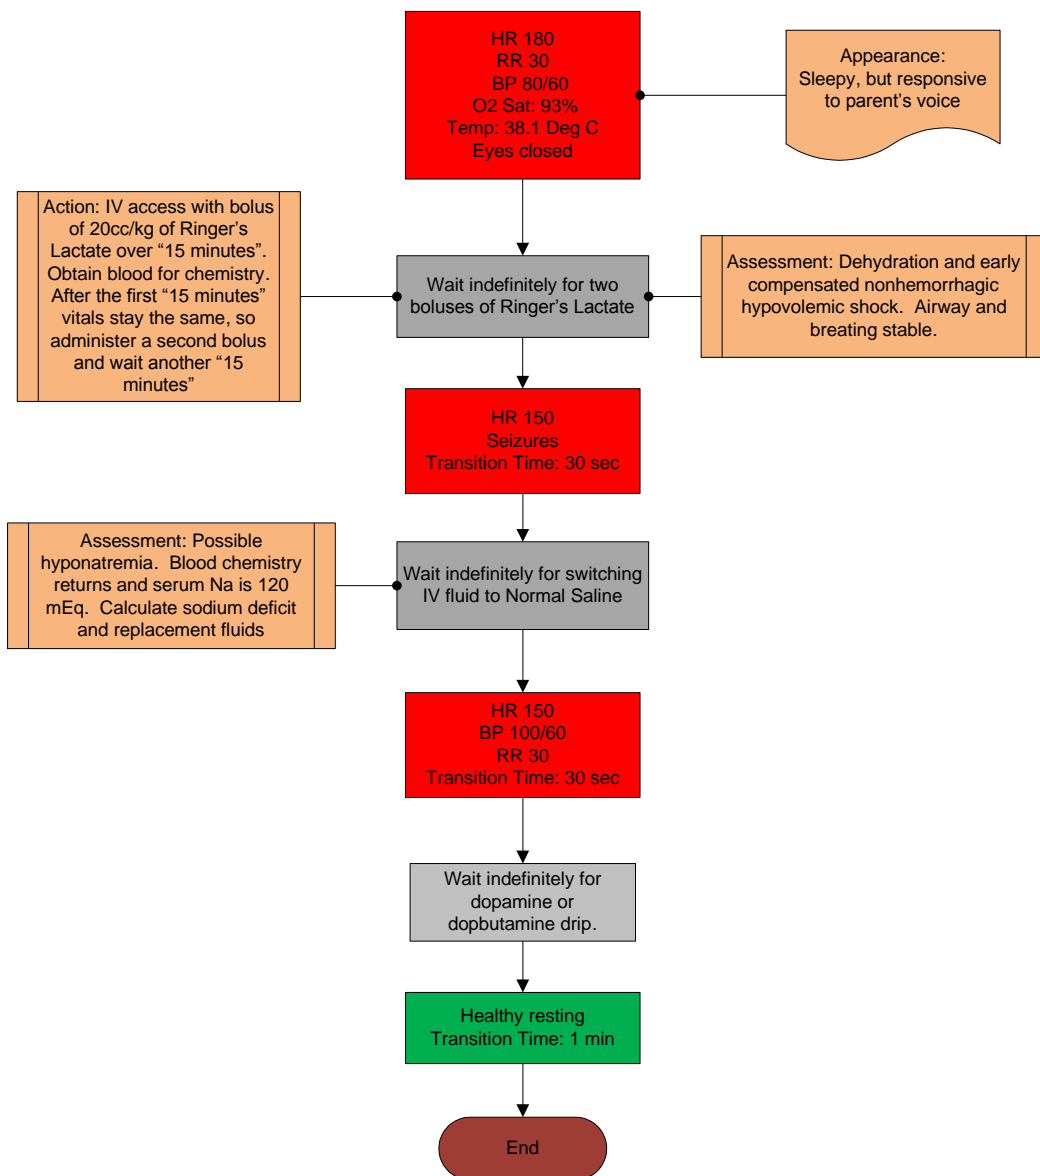 HR 180
RR 30
BP 80/60
O2 Sat: 93%
Temp: 38.1 Deg C
Eyes closed
Appearance:
Sleepy, but responsive
to parent’s voice
Action: IV access with bolus
of 20cc/kg of Ringer’s
Lactate over “15 minutes”.
Obtain blood for chemistry.
After the first “15 minutes”
vitals stay the same, so
administer a second bolus
and wait another “15
minutes”
Wait indefinitely for two
boluses of Ringer’s Lactate
Assessment: Dehydration and early
compensated nonhemorrhagic
hypovolemic shock.  Airway and
breating stable.
HR 150
Seizures
Transition Time: 30 sec
Assessment: Possible
hyponatremia.  Blood chemistry
returns and serum Na is 120
mEq.  Calculate sodium deficit
and replacement fluids
Wait indefinitely for switching
IV fluid to Normal Saline
HR 150
BP 100/60
RR 30
Transition Time: 30 sec
Wait indefinitely for
dopamine or
dopbutamine drip.
Healthy resting
Transition Time: 1 min
End